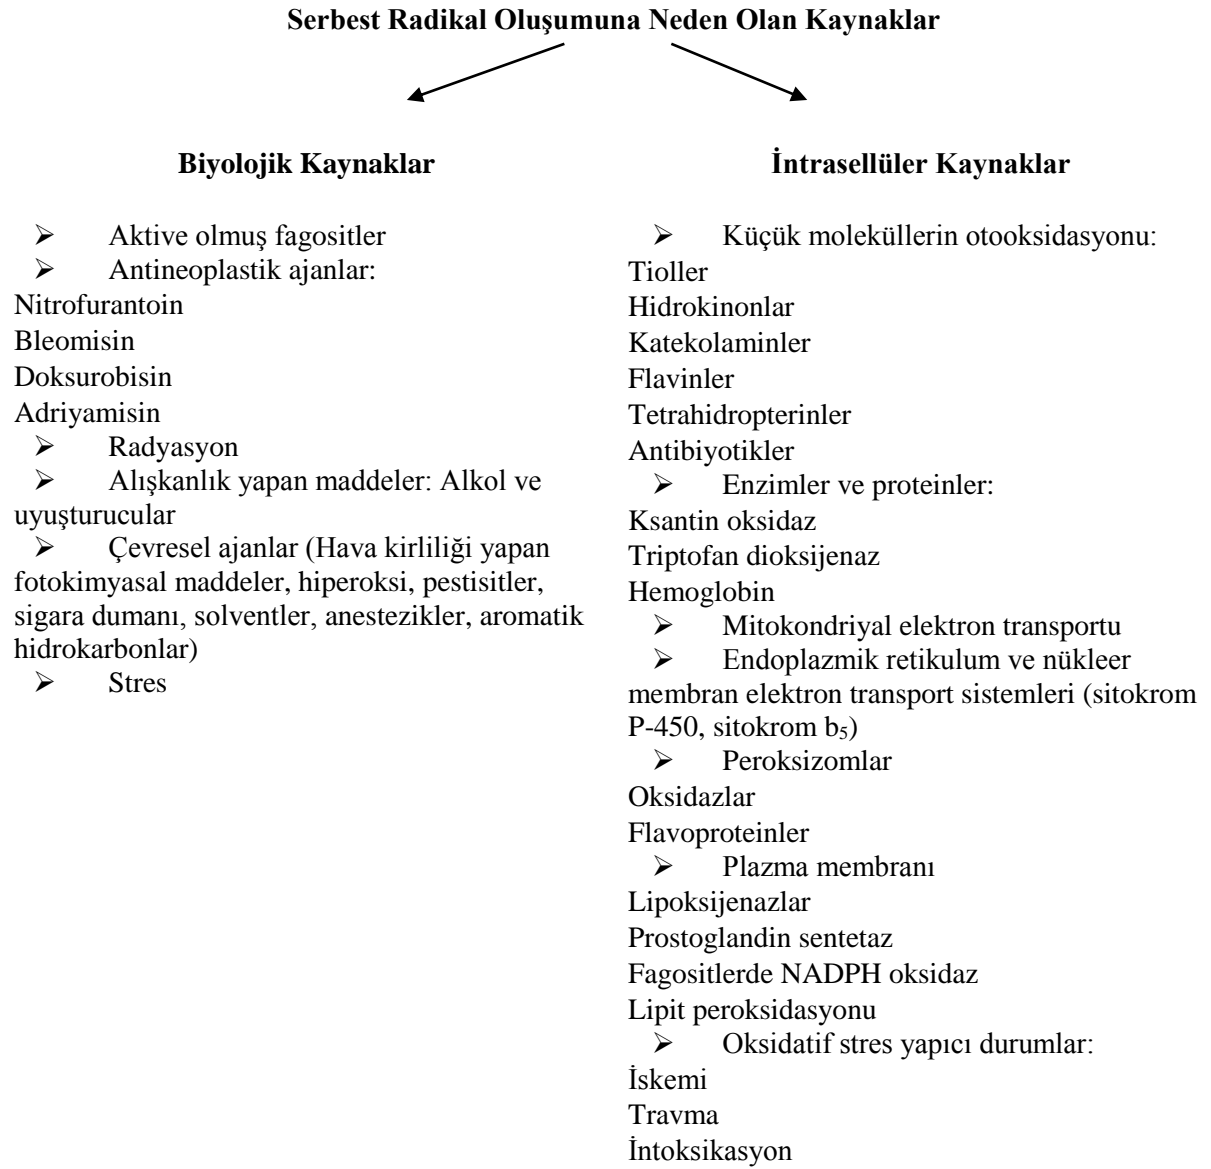 Serbest Radikal Oluşumuna Neden Olan Kaynaklar
Biyolojik Kaynaklar
➢ Aktive olmuş fagositler
➢ Antineoplastik ajanlar:
Nitrofurantoin
Bleomisin
Doksurobisin
Adriyamisin
➢ Radyasyon
➢ Alışkanlık yapan maddeler: Alkol ve
uyuşturucular
➢ Çevresel ajanlar (Hava kirliliği yapan
fotokimyasal maddeler, hiperoksi, pestisitler,
sigara dumanı, solventler, anestezikler, aromatik
hidrokarbonlar)
➢ Stres
İntrasellüler Kaynaklar
➢ Küçük moleküllerin otooksidasyonu:
Tioller
Hidrokinonlar
Katekolaminler
Flavinler
Tetrahidropterinler
Antibiyotikler
➢ Enzimler ve proteinler:
Ksantin oksidaz
Triptofan dioksijenaz
Hemoglobin
➢ Mitokondriyal elektron transportu
➢ Endoplazmik retikulum ve nükleer
membran elektron transport sistemleri (sitokrom
P-450, sitokrom b₅)
➢ Peroksizomlar
Oksidazlar
Flavoproteinler
➢ Plazma membranı
Lipoksijenazlar
Prostoglandin sentetaz
Fagositlerde NADPH oksidaz
Lipit peroksidasyonu
➢ Oksidatif stres yapıcı durumlar:
İskemi
Travma
İntoksikasyon